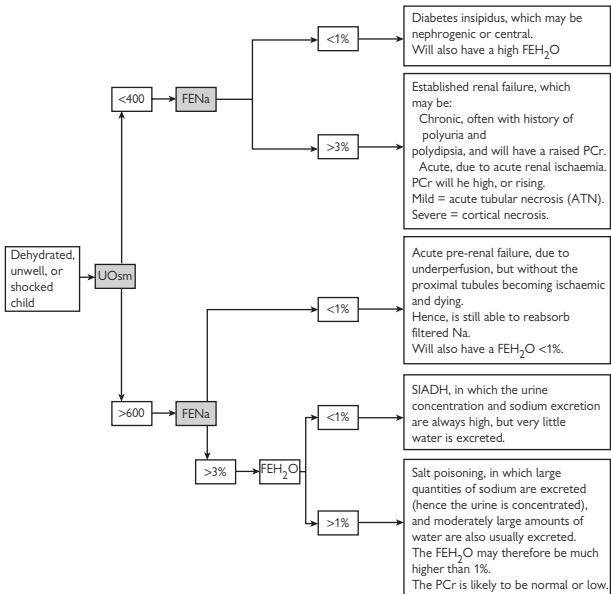 Diabetes insipidus, which may be
nephrogenic or central.
Will also have a high FEH2O
<1%
<400
FENa
Established renal failure, which
may be:
Chronic, often with history of
polyuria and
polydipsia, and will have a raised PCr.
Acute, due to acute renal ischaemia.
PCr will he high, or rising.
Mild = acute tubular necrosis (ATN).
Severe = cortical necrosis.
>3%
Dehydrated,
unwell, or
shocked
child
UOsm
Acute pre-renal failure, due to
underperfusion, but without the
proximal tubules becoming ischaemic
and dying.
Hence, is still able to reabsorb
filtered Na.
Will also have a FEH2O <1%.
<1%
>600
FENa
SIADH, in which the urine
concentration and sodium excretion
are always high, but very little
water is excreted.
<1%
>3%
FEH2O
Salt poisoning, in which large
quantities of sodium are excreted
(hence the urine is concentrated),
and moderately large amounts of
water are also usually excreted.
The FEH2O may therefore be much
higher than 1%.
The PCr is likely to be normal or low.
>1%